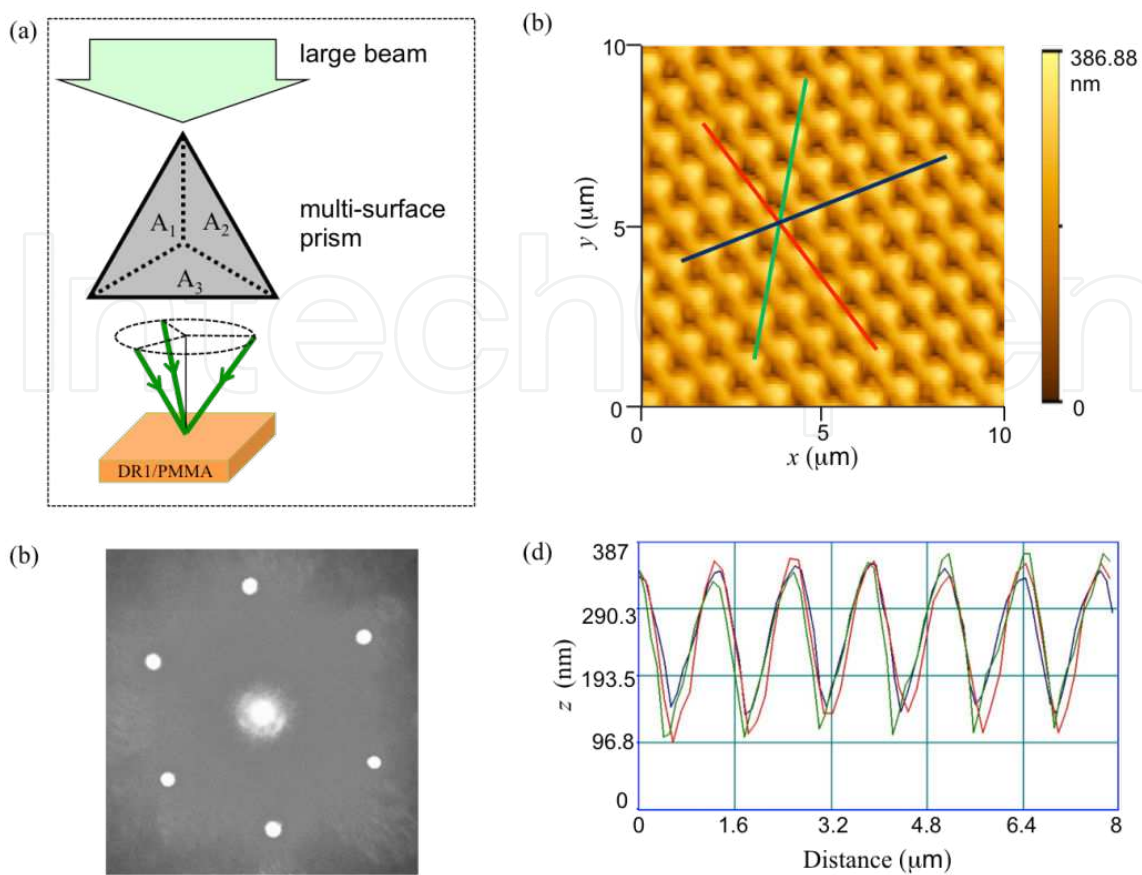 (a)
large beam
multi-surface
prism
A1
A2
A3
DR1/PMMA
(b)
10
5
0
y (μm)
0
5
10
x (μm)
386.88
nm
0
(b)
(d)
387
290.3
193.5
96.8
0
z (nm)
0
1.6
3.2
4.8
6.4
8
Distance (μm)